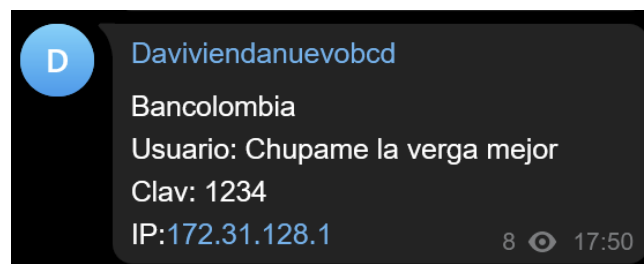 D
Daviviendanuevobcd
Bancolombia
Usuario: Chupame la verga mejor
Clav: 1234
IP:172.31.128.1
8 17:50